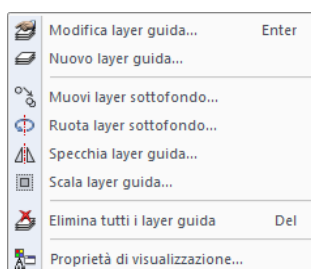 Modifica layer guida... Enter
Nuovo layer guida...
Muovi layer sottofondo...
Ruota layer sottofondo...
Specchia layer guida...
Scala layer guida...
Elimina tutti i layer guida Del
Proprietà di visualizzazione...